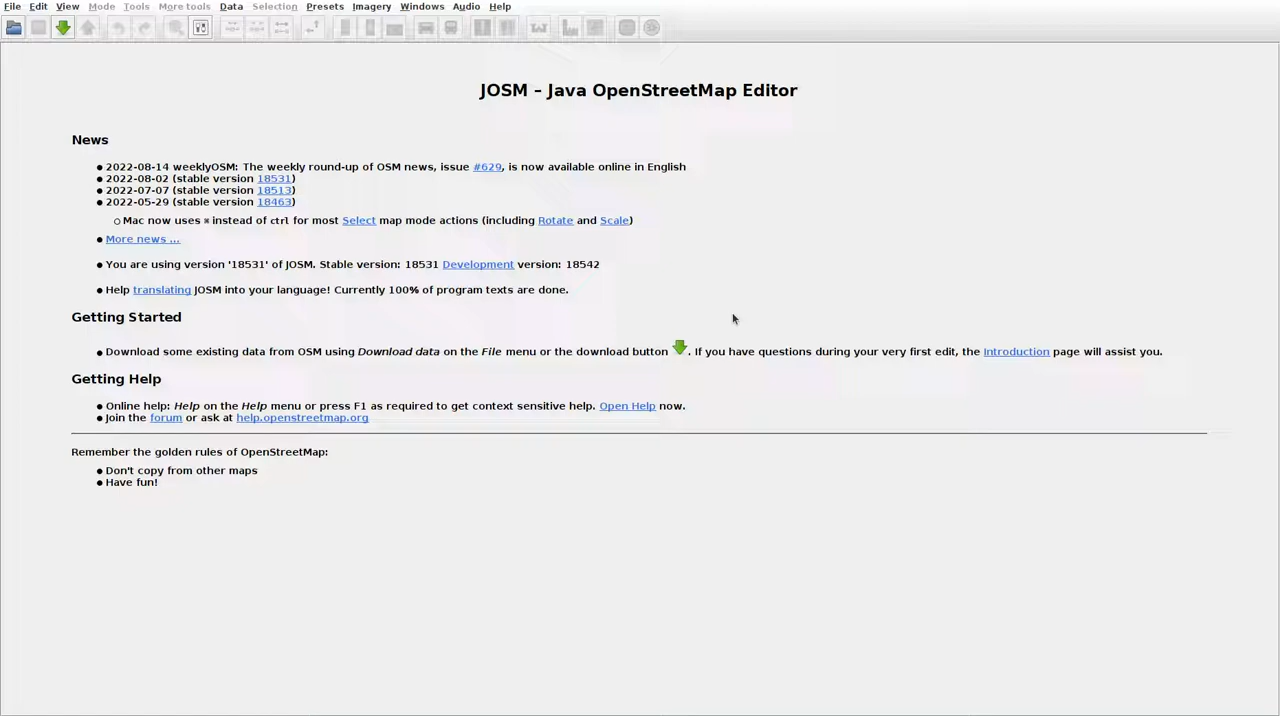 File Edit View Mode Tools More tools Data Selection Presets Imagery Windows Audio Help
JOSM – Java OpenStreetMap Editor
News
● 2022-08-14 weeklyOSM: The weekly round-up of OSM news, issue #629, is now available online in English
● 2022-08-02 (stable version 18531)
● 2022-07-07 (stable version 18513)
● 2022-05-29 (stable version 18463)
○ Mac now uses ⌘ instead of ctrl for most Select map mode actions (including Rotate and Scale)
● More news ...
● You are using version '18531' of JOSM. Stable version: 18531 Development version: 18542
● Help translating JOSM into your language! Currently 100% of program texts are done.
Getting Started
● Download some existing data from OSM using Download data on the File menu or the download button . If you have questions during your very first edit, the Introduction page will assist you.
Getting Help
● Online help: Help on the Help menu or press F1 as required to get context sensitive help. Open Help now.
● Join the forum or ask at help.openstreetmap.org
Remember the golden rules of OpenStreetMap:
● Don't copy from other maps
● Have fun!